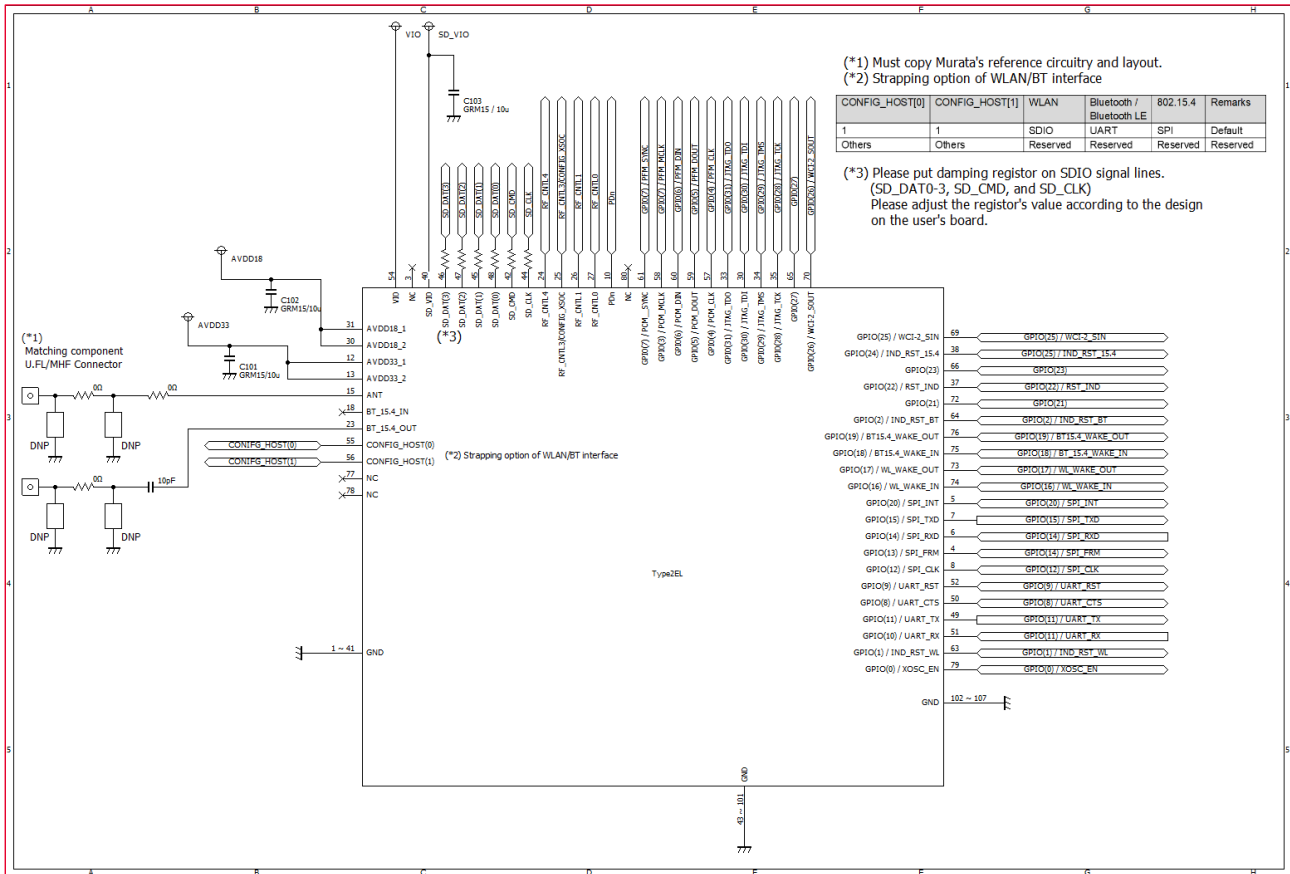 A B C D E F G H
VIO
SD_VIO
C103
GRM15 / 10u
(*1) Must copy Murata's reference circuitry and layout.
(*2) Strapping option of WLAN/BT interface
CONFIG_HOST[0] CONFIG_HOST[1] WLAN Bluetooth / Bluetooth LE 802.15.4 Remarks
1 1 SDIO UART SPI Default
Others Others Reserved Reserved Reserved Reserved
(*3) Please put damping register on SDIO signal lines.
(SD_DAT0-3, SD_CMD, and SD_CLK)
Please adjust the registor's value according to the design
on the user's board.
SD_DAT(3)
SD_DAT(2)
SD_DAT(1)
SD_DAT(0)
SD_CMD
SD_CLK
RF_CNTL4
RF_CNTL3/CONFIG_XSOC
RF_CNTL1
RF_CNTL0
PDn
GPIO(7) / PFM_SYNC
GPIO(7) / PFM_MCLK
GPIO(6) / PFM_DIN
GPIO(5) / PFM_DOUT
GPIO(4) / PFM_CLK
GPIO(31) / JTAG_TDO
GPIO(30) / JTAG_TDI
GPIO(29) / JTAG_TMS
GPIO(28) / JTAG_TCK
GPIO(27)
GPIO(26) / WCI-2_SOUT
54 3 40 46 47 45 48 42 44 24 25 26 27 10 80 61 58 60 59 57 33 30 34 35 65 70
VIO
NC
SD_VIO
SD_DAT(3)
SD_DAT(2)
SD_DAT(1)
SD_DAT(0)
SD_CMD
SD_CLK
RF_CNTL4
RF_CNTL3/CONFIG_XSOC
RF_CNTL1
RF_CNTL0
PDn
NC
GPIO(7) / PCM_SYNC
GPIO(3) / PCM_MCLK
GPIO(6) / PCM_DIN
GPIO(5) / PCM_DOUT
GPIO(4) / PCM_CLK
GPIO(31) / JTAG_TDO
GPIO(30) / JTAG_TDI
GPIO(29) / JTAG_TMS
GPIO(28) / JTAG_TCK
GPIO(27)
GPIO(26) / WCI-2_SOUT
(*3)
AVDD18
C102
GRM15/10u
AVDD33
C101
GRM15/10u
(*1)
Matching component
U.FL/MHF Connector
0Ω 0Ω
DNP DNP
0Ω 10pF
DNP DNP
31 AVDD18_1
30 AVDD18_2
12 AVDD33_1
13 AVDD33_2
15 ANT
18 BT_15.4_IN
23 BT_15.4_OUT
CONIFG_HOST(0) 55 CONFIG_HOST(0)
CONIFG_HOST(1) 56 CONFIG_HOST(1)
(*2) Strapping option of WLAN/BT interface
77 NC
78 NC
1 ~ 41 GND
Type2EL
GPIO(25) / WCI-2_SIN 69 GPIO(25) / WCI-2_SIN
GPIO(24) / IND_RST_15.4 38 GPIO(25) / IND_RST_15.4
GPIO(23) 66 GPIO(23)
GPIO(22) / RST_IND 37 GPIO(22) / RST_IND
GPIO(21) 72 GPIO(21)
GPIO(2) / IND_RST_BT 64 GPIO(2) / IND_RST_BT
GPIO(19) / BT15.4_WAKE_OUT 76 GPIO(19) / BT15.4_WAKE_OUT
GPIO(18) / BT15.4_WAKE_IN 75 GPIO(18) / BT_15.4_WAKE_IN
GPIO(17) / WL_WAKE_OUT 73 GPIO(17) / WL_WAKE_OUT
GPIO(16) / WL_WAKE_IN 74 GPIO(16) / WL_WAKE_IN
GPIO(20) / SPI_INT 5 GPIO(20) / SPI_INT
GPIO(15) / SPI_TXD 7 GPIO(15) / SPI_TXD
GPIO(14) / SPI_RXD 6 GPIO(14) / SPI_RXD
GPIO(13) / SPI_FRM 4 GPIO(14) / SPI_FRM
GPIO(12) / SPI_CLK 8 GPIO(12) / SPI_CLK
GPIO(9) / UART_RST 52 GPIO(9) / UART_RST
GPIO(8) / UART_CTS 50 GPIO(8) / UART_CTS
GPIO(11) / UART_TX 49 GPIO(11) / UART_TX
GPIO(10) / UART_RX 51 GPIO(11) / UART_RX
GPIO(1) / IND_RST_WL 63 GPIO(1) / IND_RST_WL
GPIO(0) / XOSC_EN 79 GPIO(0) / XOSC_EN
GND 102 ~ 107
GND
43 ~ 101
1 1
2 2
3 3
4 4
5 5
A B C D E F G H